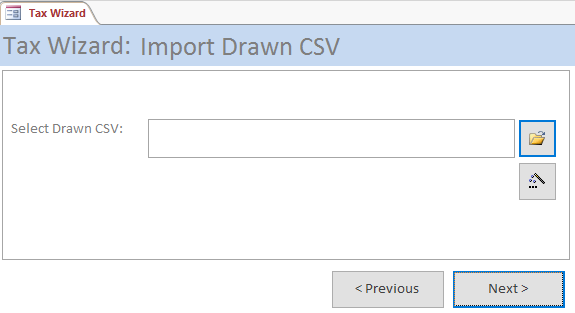 Tax Wizard
Tax Wizard: Import Drawn CSV
Select Drawn CSV:
< Previous
Next >